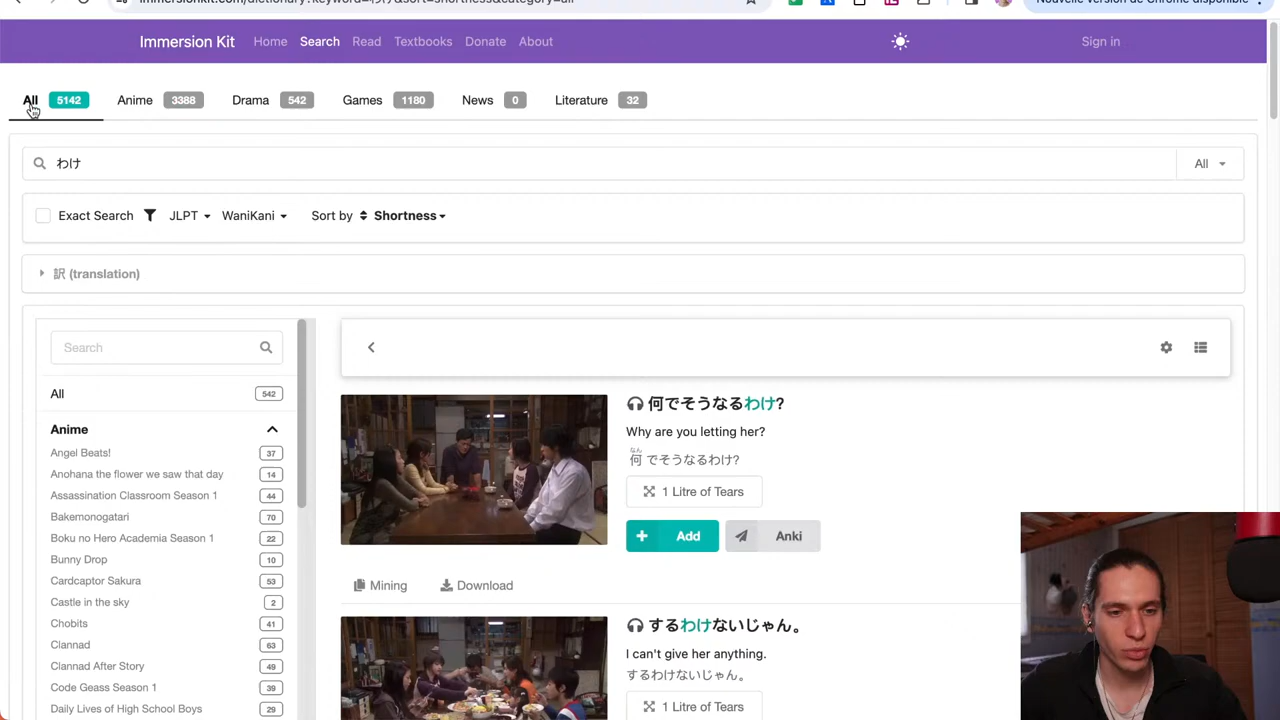 Nouvelle version de Chrome disponible
Immersion Kit Home Search Read Textbooks Donate About Sign in
All 5142 Anime 3388 Drama 542 Games 1180 News 0 Literature 32
わけ All
Exact Search JLPT WaniKani Sort by Shortness
訳 (translation)
Search
All 542
Anime
Angel Beats! 37
Anohana the flower we saw that day 14
Assassination Classroom Season 1 44
Bakemonogatari 70
Boku no Hero Academia Season 1 22
Bunny Drop 10
Cardcaptor Sakura 53
Castle in the sky 2
Chobits 41
Clannad 63
Clannad After Story 49
Code Geass Season 1 39
Daily Lives of High School Boys 29
何でそうなるわけ?
Why are you letting her?
なん
何 でそうなるわけ?
1 Litre of Tears
Add Anki
Mining Download
するわけないじゃん。
I can't give her anything.
するわけないじゃん。
1 Litre of Tears